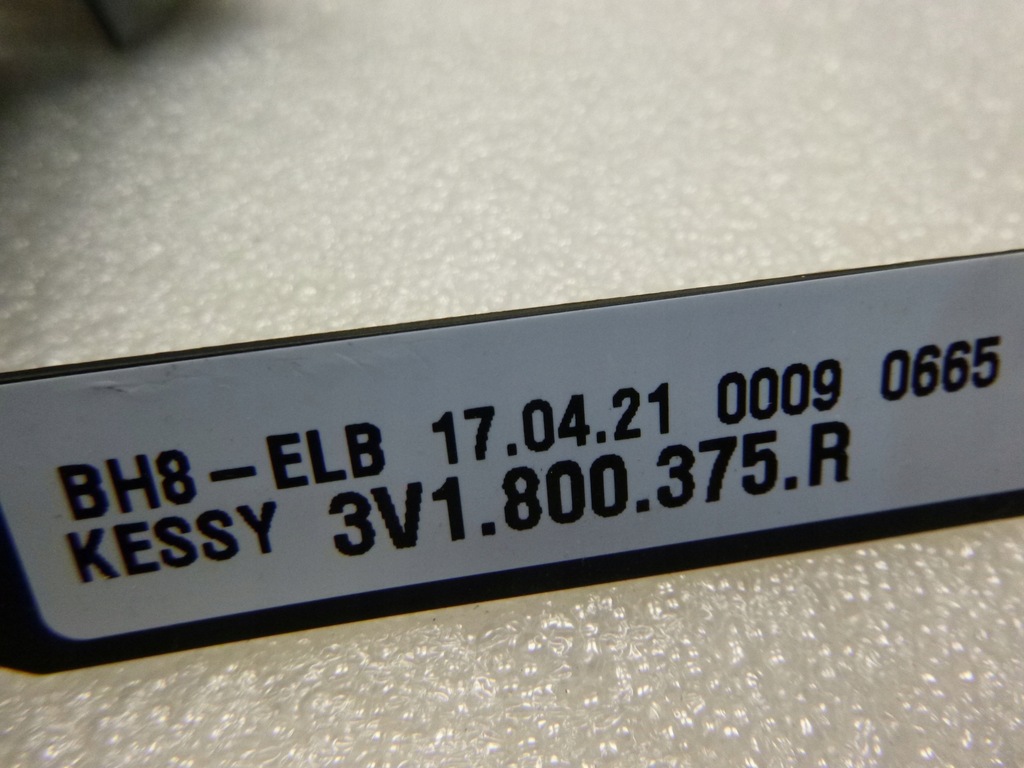 BH8-ELB 17.04.21 0009 0665
KESSY 3V1.800.375.R